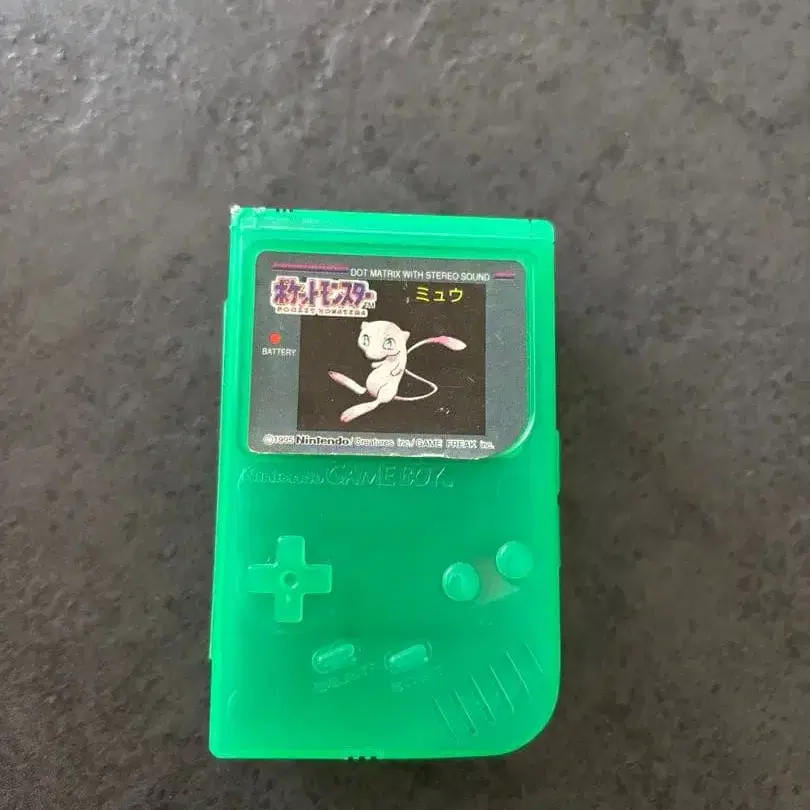 DOT MATRIX WITH STEREO SOUND
ポケットモンスター TM
POCKET MONSTERS
ミュウ
BATTERY
©1995 Nintendo/Creatures inc./GAME FREAK inc.
Nintendo GAME BOY
SELECT START